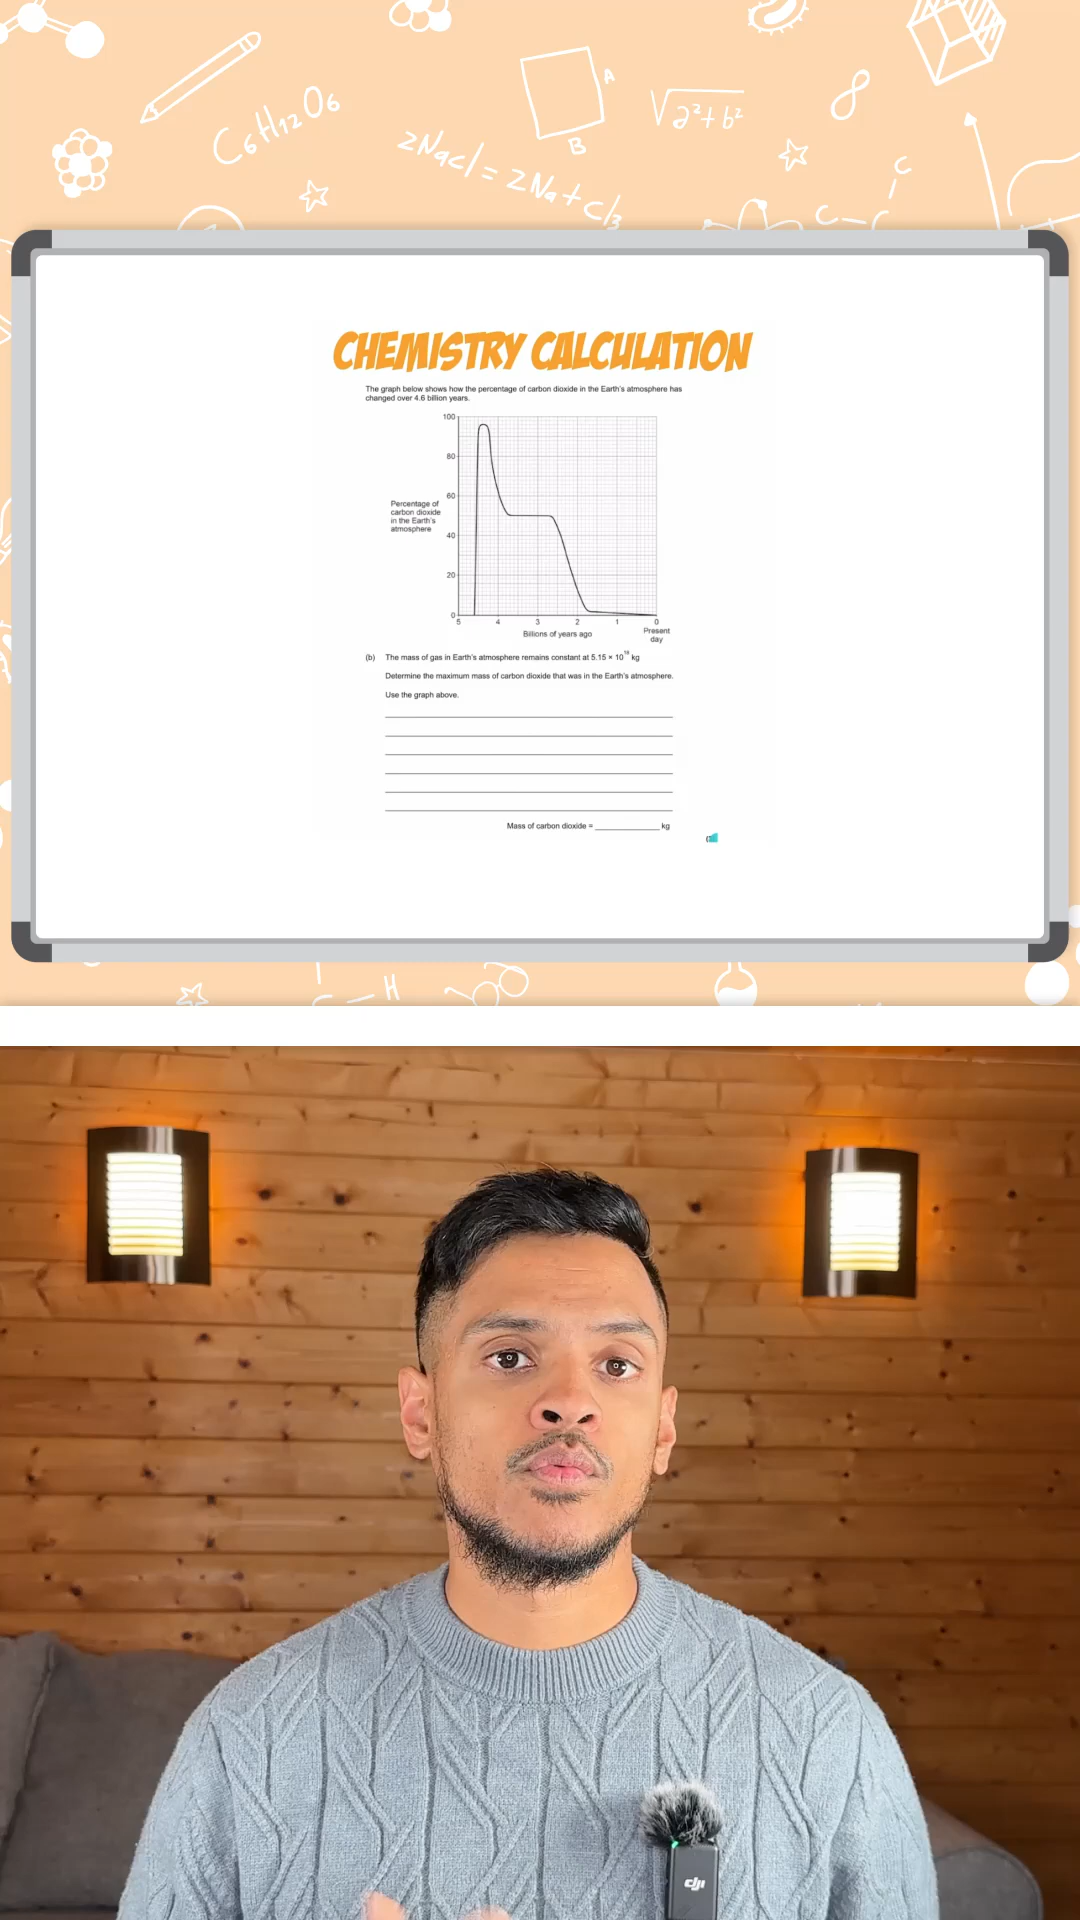 C6H12O6
2Nacl = 2Na + Cl3
A
B
√a²+b²
8
C
C-C
CHEMISTRY CALCULATION
The graph below shows how the percentage of carbon dioxide in the Earth's atmosphere has
changed over 4.6 billion years.
100
80
60
40
20
0
Percentage of
carbon dioxide
in the Earth's
atmosphere
5 4 3 2 1 0
Billions of years ago
Present
day
(b) The mass of gas in Earth's atmosphere remains constant at 5.15 × 10¹⁸ kg
Determine the maximum mass of carbon dioxide that was in the Earth's atmosphere.
Use the graph above.
Mass of carbon dioxide = ______________ kg
C-H
dji